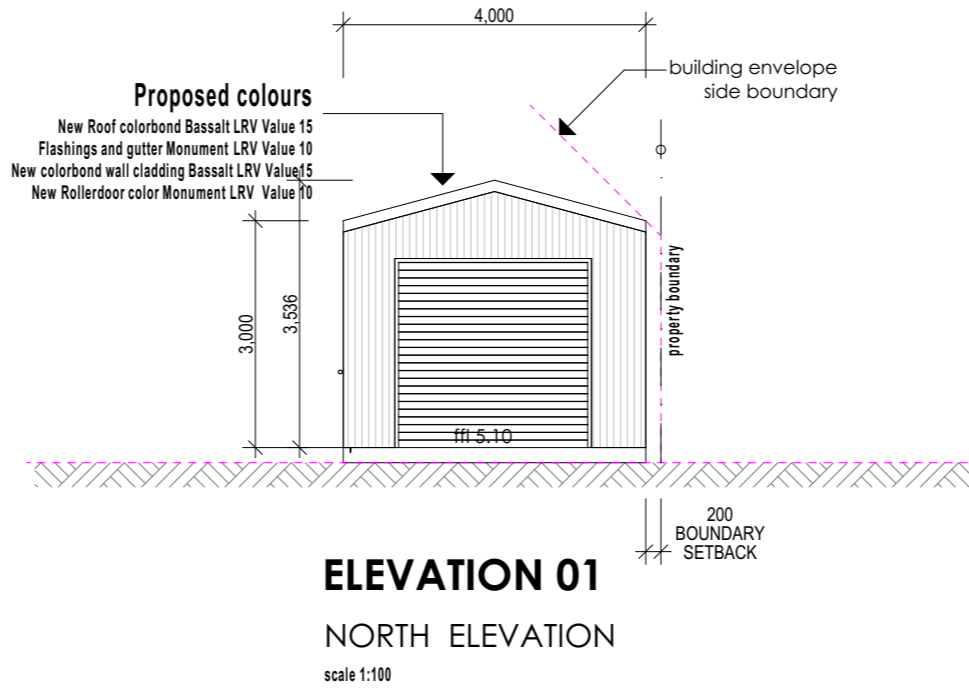 4,000
building envelope
side boundary
Proposed colours
New Roof colorbond Bassalt LRV Value 15
Flashings and gutter Monument LRV Value 10
New colorbond wall cladding Bassalt LRV Value15
New Rollerdoor color Monument LRV Value 10
3,000
3,536
property boundary
ffl 5.10
200
BOUNDARY
SETBACK
ELEVATION 01
NORTH ELEVATION
scale 1:100